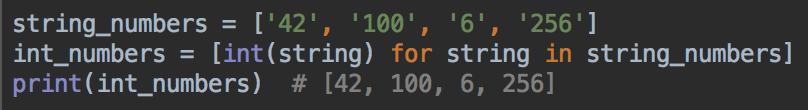 string_numbers = ['42', '100', '6', '256']
int_numbers = [int(string) for string in string_numbers]
print(int_numbers)  # [42, 100, 6, 256]